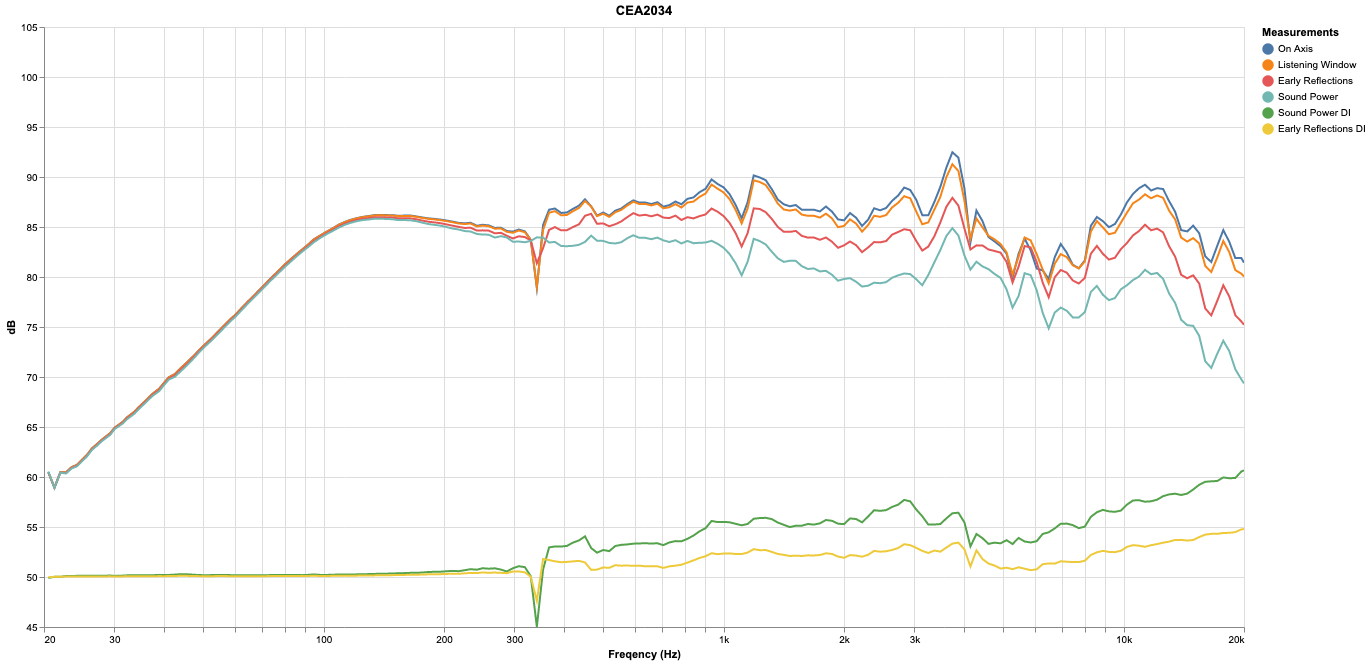 CEA2034
105
100
95
90
85
80
75
70
65
60
55
50
45
dB
20 30 100 200 300 1k 2k 3k 10k 20k
Freqency (Hz)
Measurements
On Axis
Listening Window
Early Reflections
Sound Power
Sound Power DI
Early Reflections DI